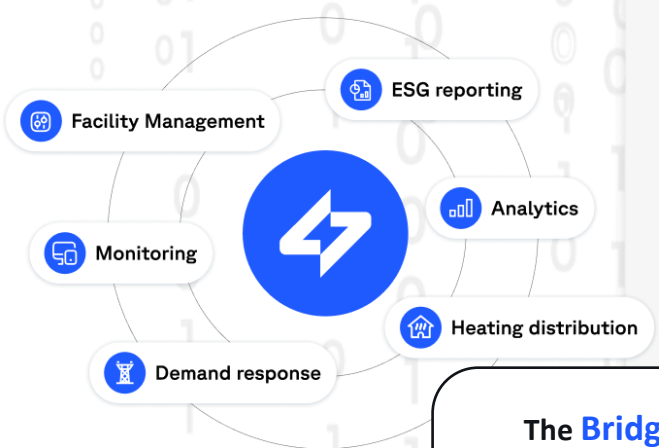 ESG reporting
Facility Management
Analytics
Monitoring
Heating distribution
Demand response
The Bridg